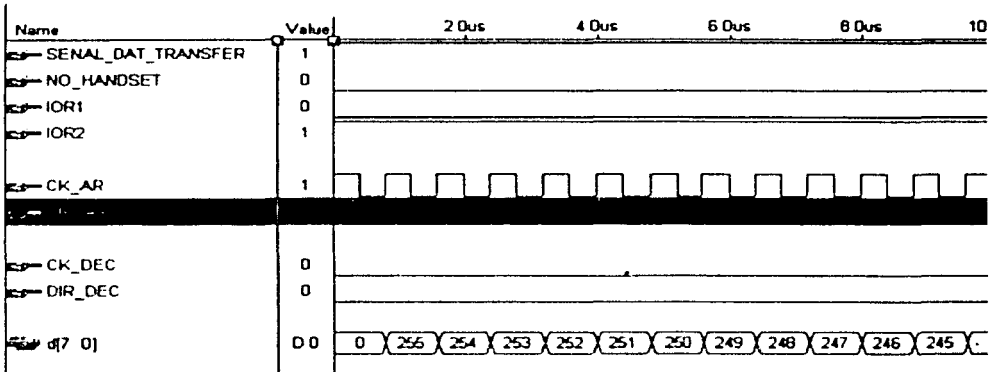 Name Value 2.0us 4.0us 6.0us 8.0us 10
SENAL_DAT_TRANSFER 1
NO_HANDSET 0
IOR1 0
IOR2 1
CK_AR 1
CK_DEC 0
DIR_DEC 0
d[7 0] D 0 0 255 254 253 252 251 250 249 248 247 246 245